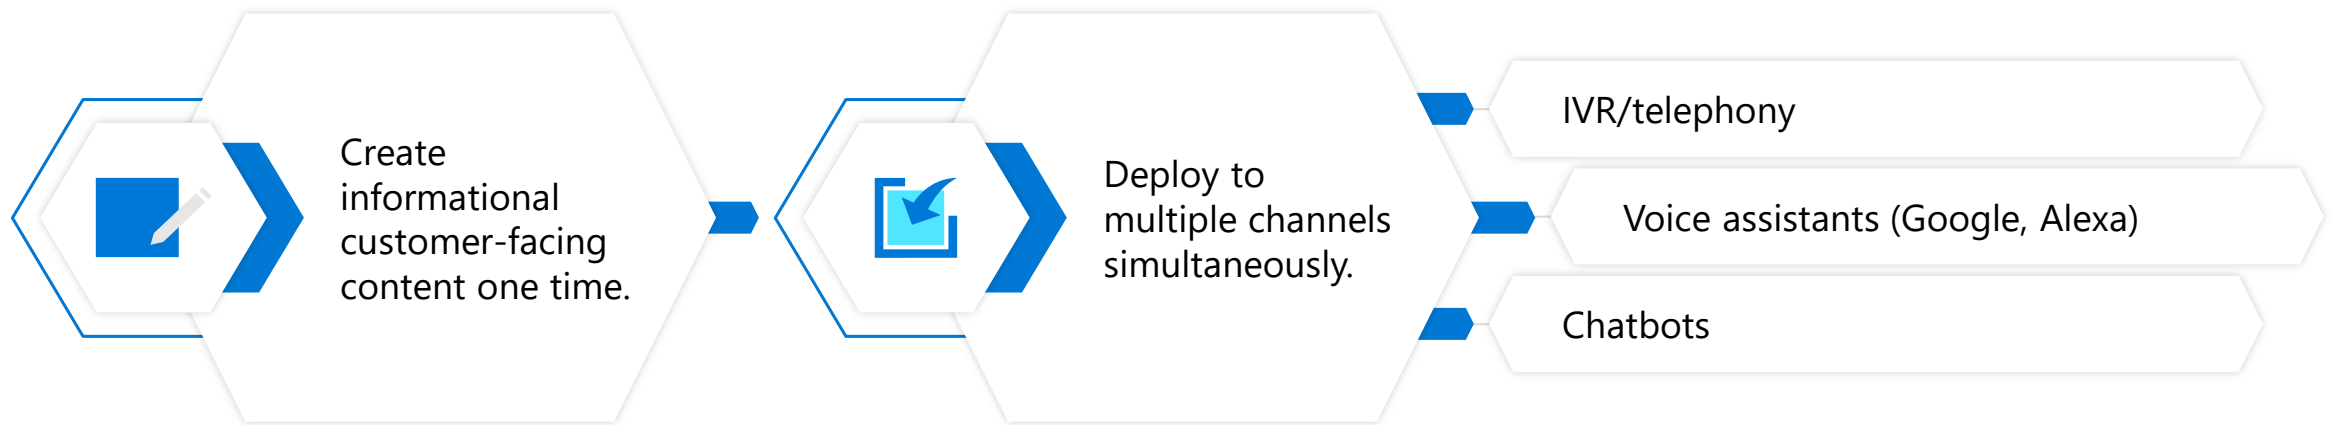 Create
informational
customer-facing
content one time.
Deploy to
multiple channels
simultaneously.
IVR/telephony
Voice assistants (Google, Alexa)
Chatbots